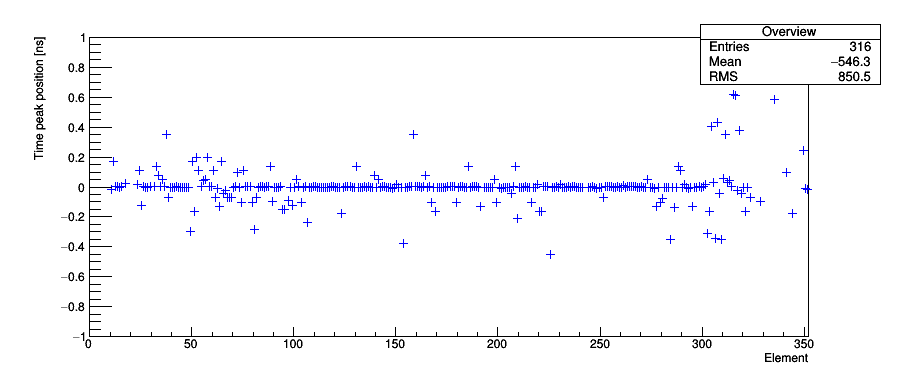 Overview
Entries 316
Mean −546.3
RMS 850.5
Time peak position [ns]
1
0.8
0.6
0.4
0.2
0
−0.2
−0.4
−0.6
−0.8
−1
0 50 100 150 200 250 300 350
Element